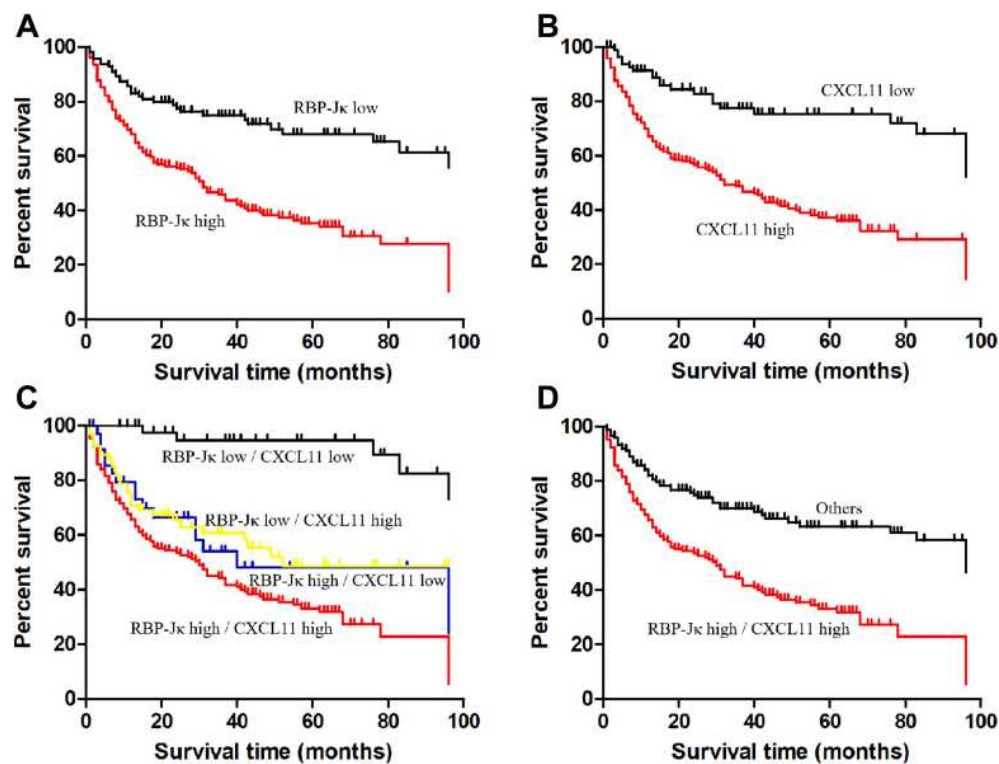 A
100
80
60
40
20
0
Percent survival
RBP-Jκ low
RBP-Jκ high
0 20 40 60 80 100
Survival time (months)
B
100
80
60
40
20
0
Percent survival
CXCL11 low
CXCL11 high
0 20 40 60 80 100
Survival time (months)
C
100
80
60
40
20
0
Percent survival
RBP-Jκ low / CXCL11 low
RBP-Jκ low / CXCL11 high
RBP-Jκ high / CXCL11 low
RBP-Jκ high / CXCL11 high
0 20 40 60 80 100
Survival time (months)
D
100
80
60
40
20
0
Percent survival
Others
RBP-Jκ high / CXCL11 high
0 20 40 60 80 100
Survival time (months)